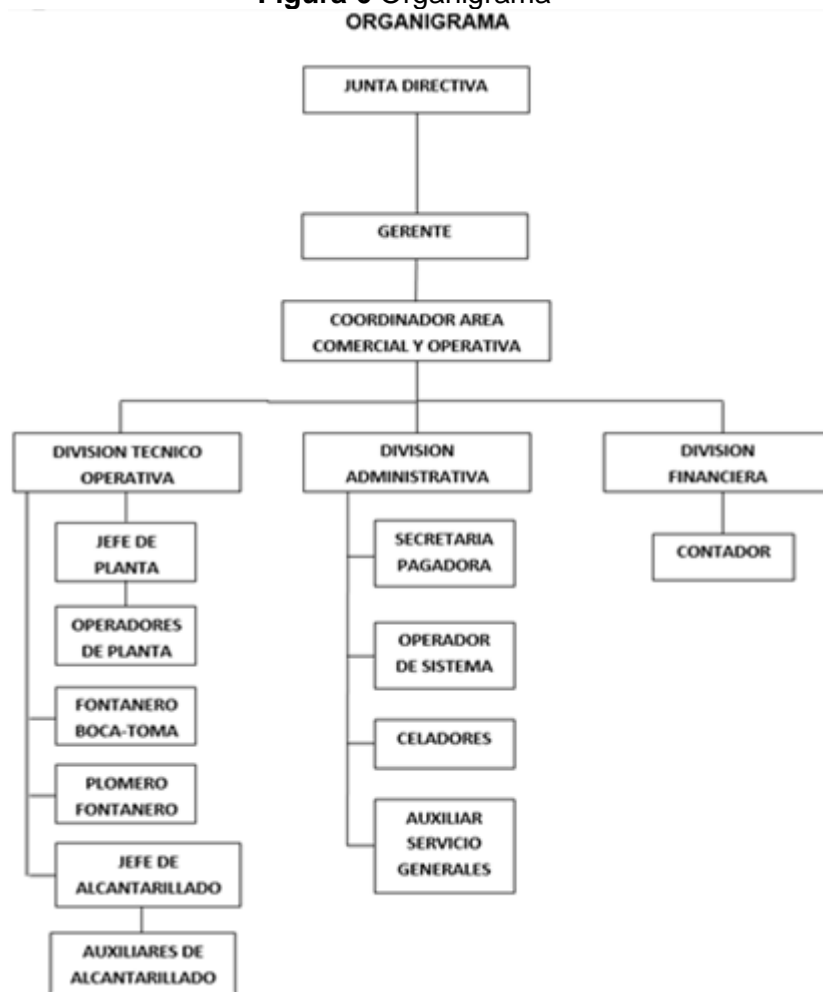 Figura 6 Organigrama
ORGANIGRAMA
JUNTA DIRECTIVA
GERENTE
COORDINADOR AREA
COMERCIAL Y OPERATIVA
DIVISION TECNICO
OPERATIVA
JEFE DE
PLANTA
OPERADORES
DE PLANTA
FONTANERO
BOCA-TOMA
PLOMERO
FONTANERO
JEFE DE
ALCANTARILLADO
AUXILIARES DE
ALCANTARILLADO
DIVISION
ADMINISTRATIVA
SECRETARIA
PAGADORA
OPERADOR
DE SISTEMA
CELADORES
AUXILIAR
SERVICIO
GENERALES
DIVISION
FINANCIERA
CONTADOR